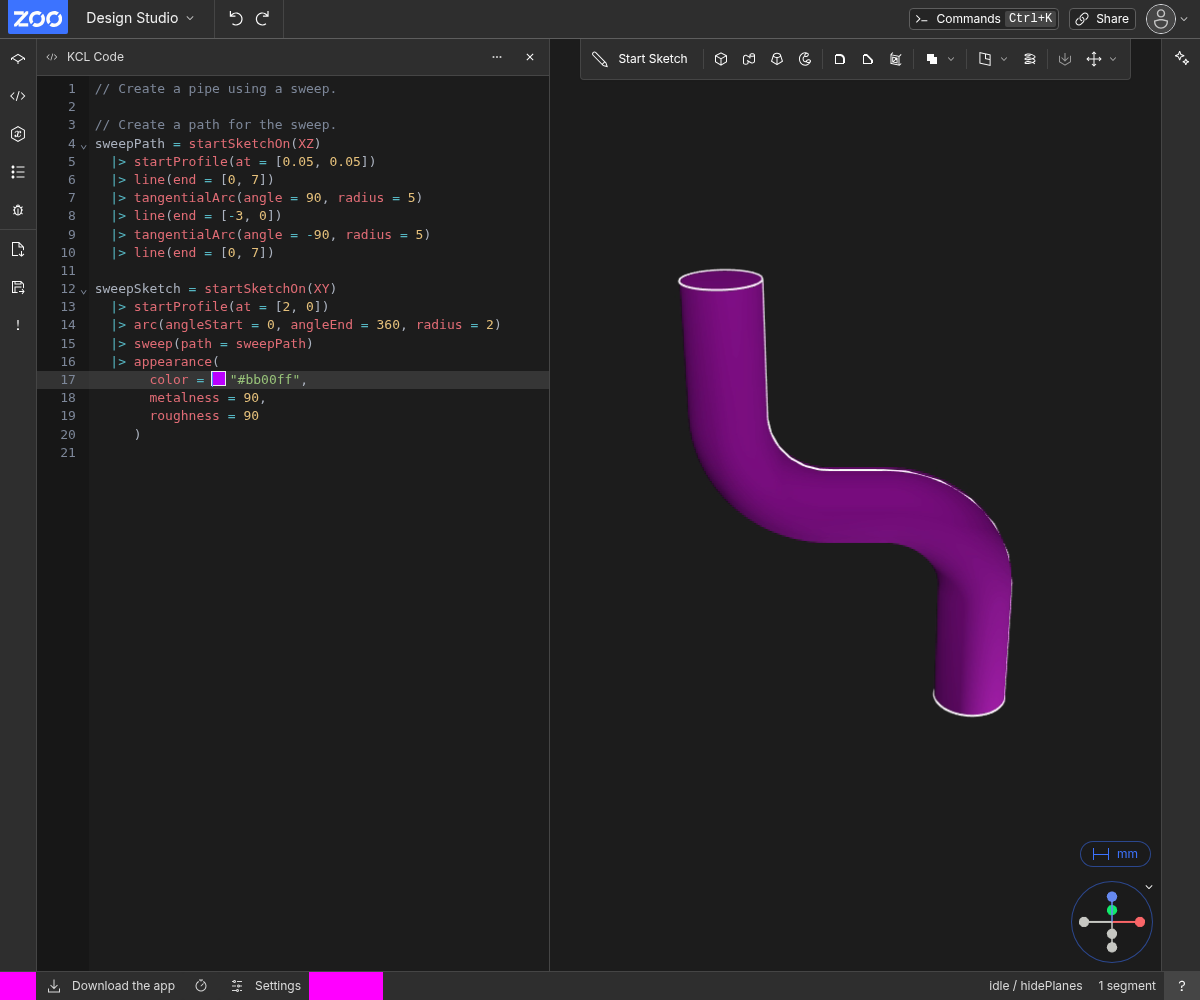 ZOO Design Studio Commands Ctrl+K Share
KCL Code Start Sketch
1 // Create a pipe using a sweep.
2
3 // Create a path for the sweep.
4 sweepPath = startSketchOn(XZ)
5 |> startProfile(at = [0.05, 0.05])
6 |> line(end = [0, 7])
7 |> tangentialArc(angle = 90, radius = 5)
8 |> line(end = [-3, 0])
9 |> tangentialArc(angle = -90, radius = 5)
10 |> line(end = [0, 7])
11
12 sweepSketch = startSketchOn(XY)
13 |> startProfile(at = [2, 0])
14 |> arc(angleStart = 0, angleEnd = 360, radius = 2)
15 |> sweep(path = sweepPath)
16 |> appearance(
17 color = "#bb00ff",
18 metalness = 90,
19 roughness = 90
20 )
21
mm
Download the app Settings idle / hidePlanes 1 segment ?